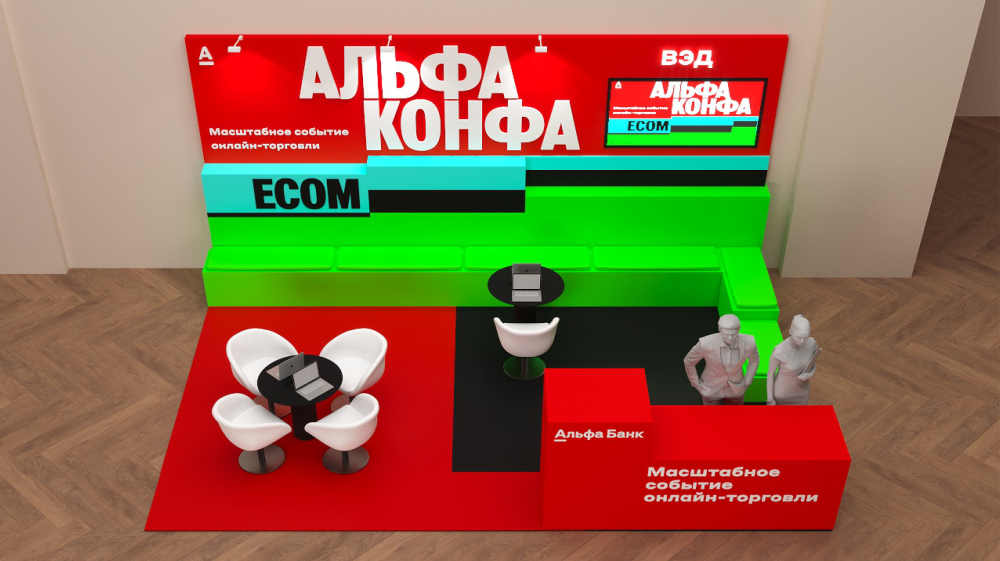 А
АЛЬФА
КОНФА
Масштабное событие
онлайн-торговли
ВЭД
АЛЬФА
КОНФА
Масштабное событие
онлайн-торговли
ECOM
ECOM
Альфа Банк
Масштабное
событие
онлайн-торговли